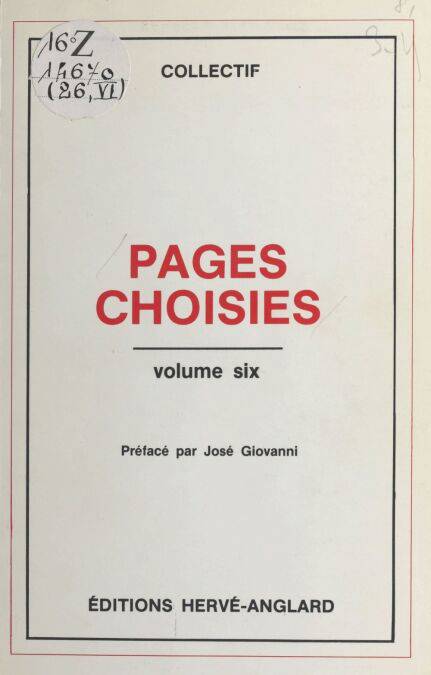 16° Z
14670
(26, VI)
COLLECTIF
PAGES
CHOISIES
volume six
Préfacé par José Giovanni
ÉDITIONS HERVÉ-ANGLARD